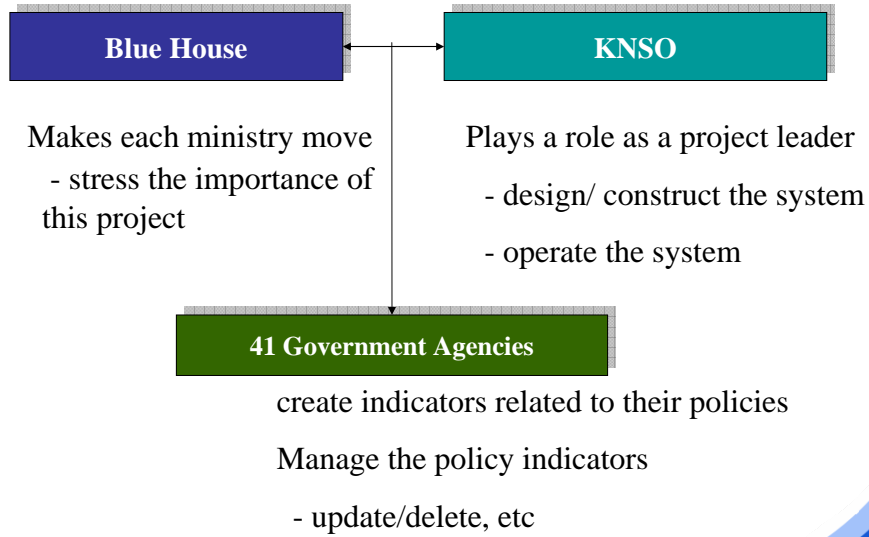 Blue House
KNSO
Makes each ministry move
- stress the importance of
this project
Plays a role as a project leader
- design/ construct the system
- operate the system
41 Government Agencies
create indicators related to their policies
Manage the policy indicators
- update/delete, etc